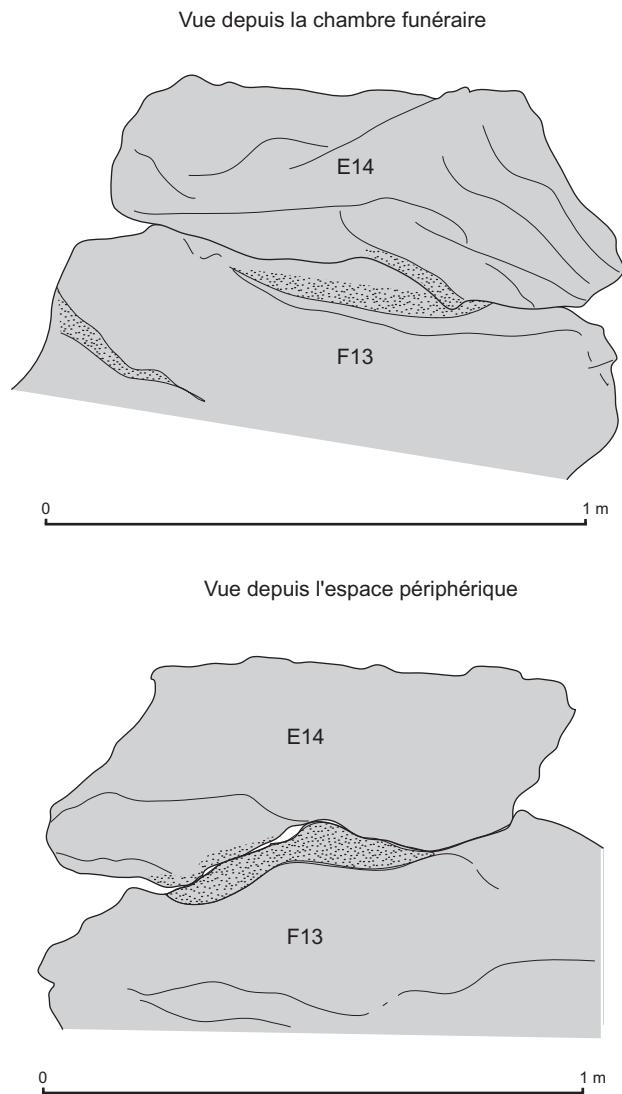 Vue depuis la chambre funéraire
E14
F13
0 1 m
Vue depuis l'espace périphérique
E14
F13
0 1 m